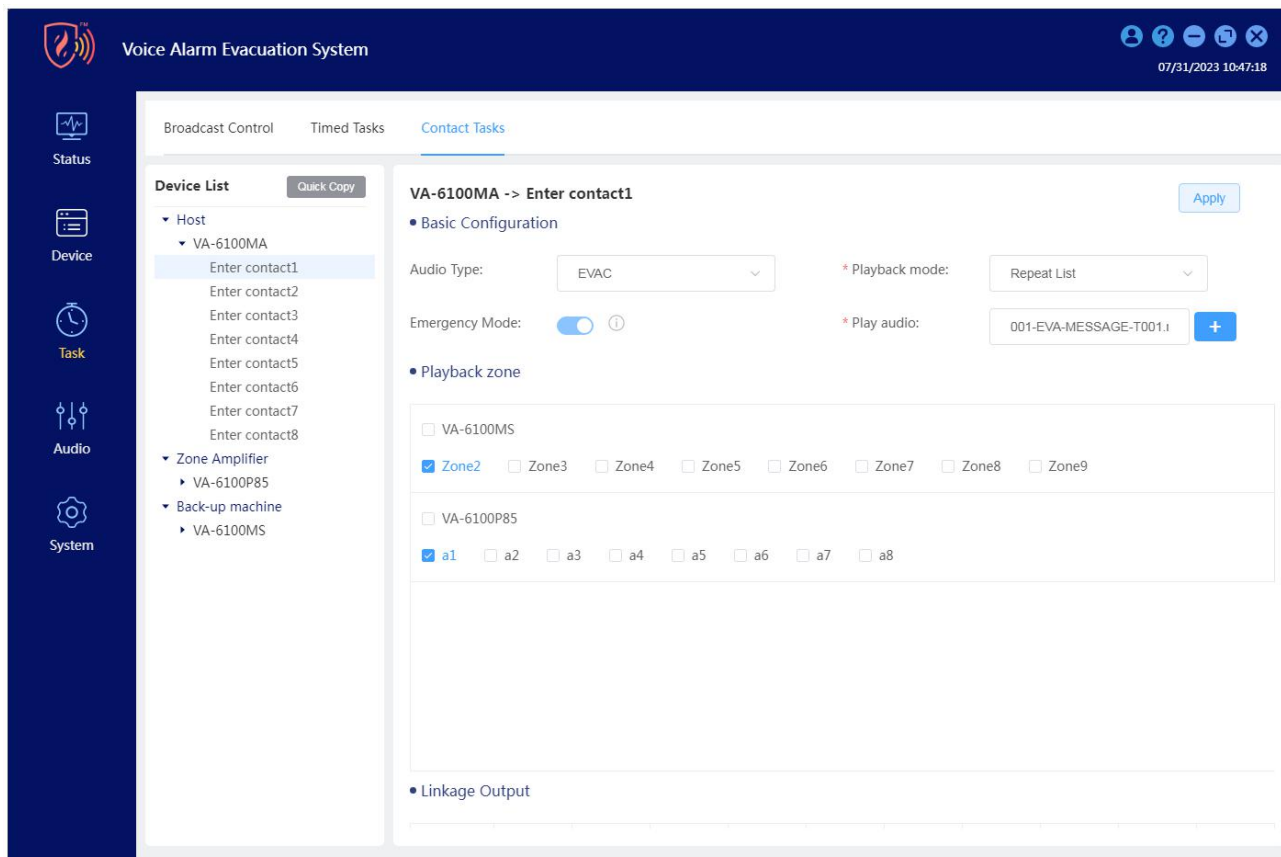 TM
Voice Alarm Evacuation System
07/31/2023 10:47:18
Status
Device
Task
Audio
System
Broadcast Control Timed Tasks Contact Tasks
Device List Quick Copy
Host
VA-6100MA
Enter contact1
Enter contact2
Enter contact3
Enter contact4
Enter contact5
Enter contact6
Enter contact7
Enter contact8
Zone Amplifier
VA-6100P85
Back-up machine
VA-6100MS
VA-6100MA -> Enter contact1 Apply
• Basic Configuration
Audio Type: EVAC * Playback mode: Repeat List
Emergency Mode: * Play audio: 001-EVA-MESSAGE-T001. +
• Playback zone
VA-6100MS
Zone2 Zone3 Zone4 Zone5 Zone6 Zone7 Zone8 Zone9
VA-6100P85
a1 a2 a3 a4 a5 a6 a7 a8
• Linkage Output